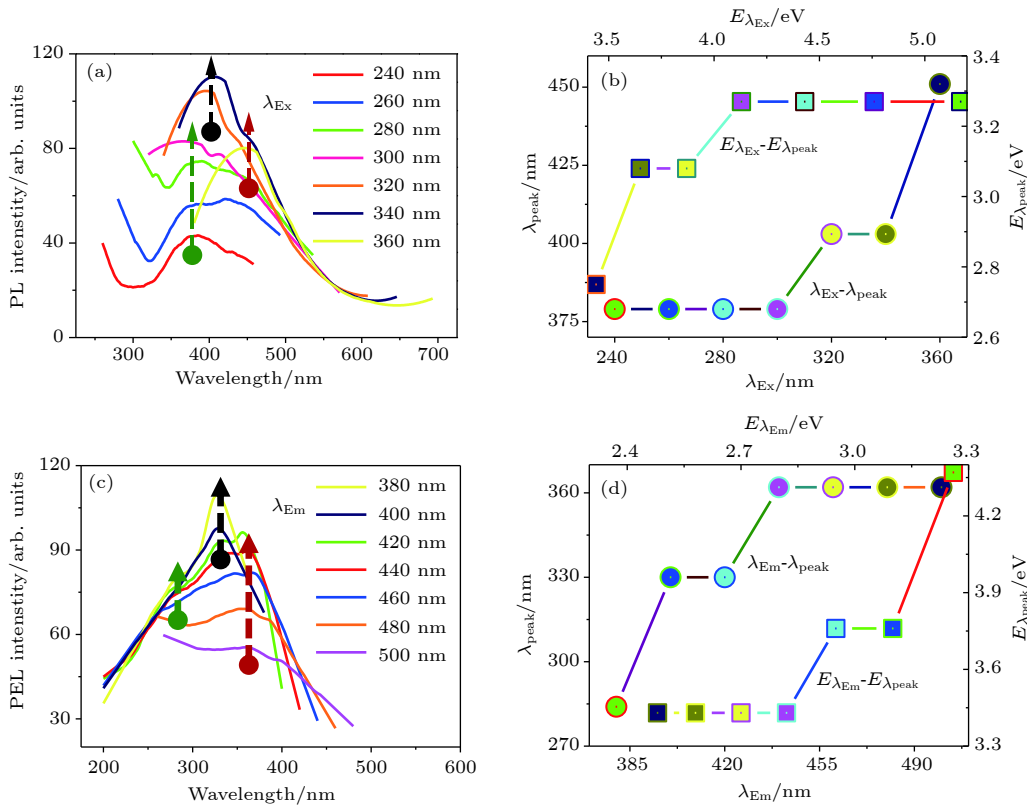 (a)
PL intenstity/arb. units
120
80
40
0
300 400 500 600 700
Wavelength/nm
λEx
240 nm
260 nm
280 nm
300 nm
320 nm
340 nm
360 nm
(b)
EλEx/eV
3.5 4.0 4.5 5.0
λpeak/nm
450
425
400
375
EλEx-Eλpeak
λEx-λpeak
3.4
3.2
3.0
2.8
2.6
Eλpeak/eV
240 280 320 360
λEx/nm
(c)
PEL intenstity/arb. units
120
90
60
30
200 300 400 500 600
Wavelength/nm
λEm
380 nm
400 nm
420 nm
440 nm
460 nm
480 nm
500 nm
(d)
EλEm/eV
2.4 2.7 3.0 3.3
λpeak/nm
360
330
300
270
λEm-λpeak
EλEm-Eλpeak
4.2
3.9
3.6
3.3
Eλpeak/eV
385 420 455 490
λEm/nm